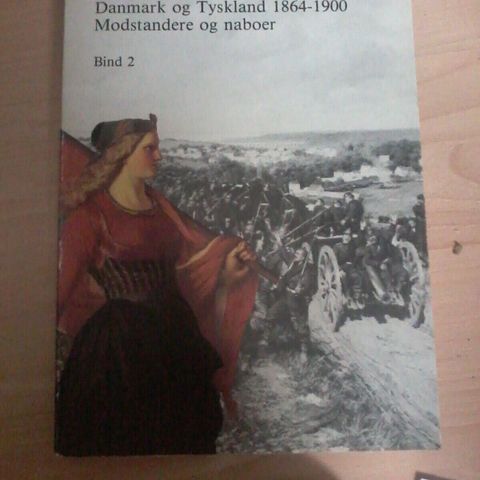 Danmark og Tyskland 1864-1900
Modstandere og naboer
Bind 2